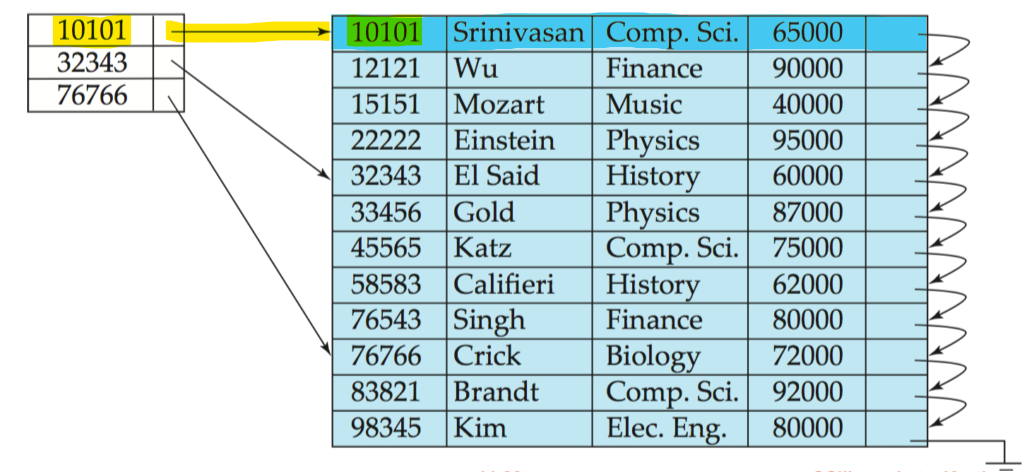 10101
32343
76766
10101 Srinivasan Comp. Sci. 65000
12121 Wu Finance 90000
15151 Mozart Music 40000
22222 Einstein Physics 95000
32343 El Said History 60000
33456 Gold Physics 87000
45565 Katz Comp. Sci. 75000
58583 Califieri History 62000
76543 Singh Finance 80000
76766 Crick Biology 72000
83821 Brandt Comp. Sci. 92000
98345 Kim Elec. Eng. 80000